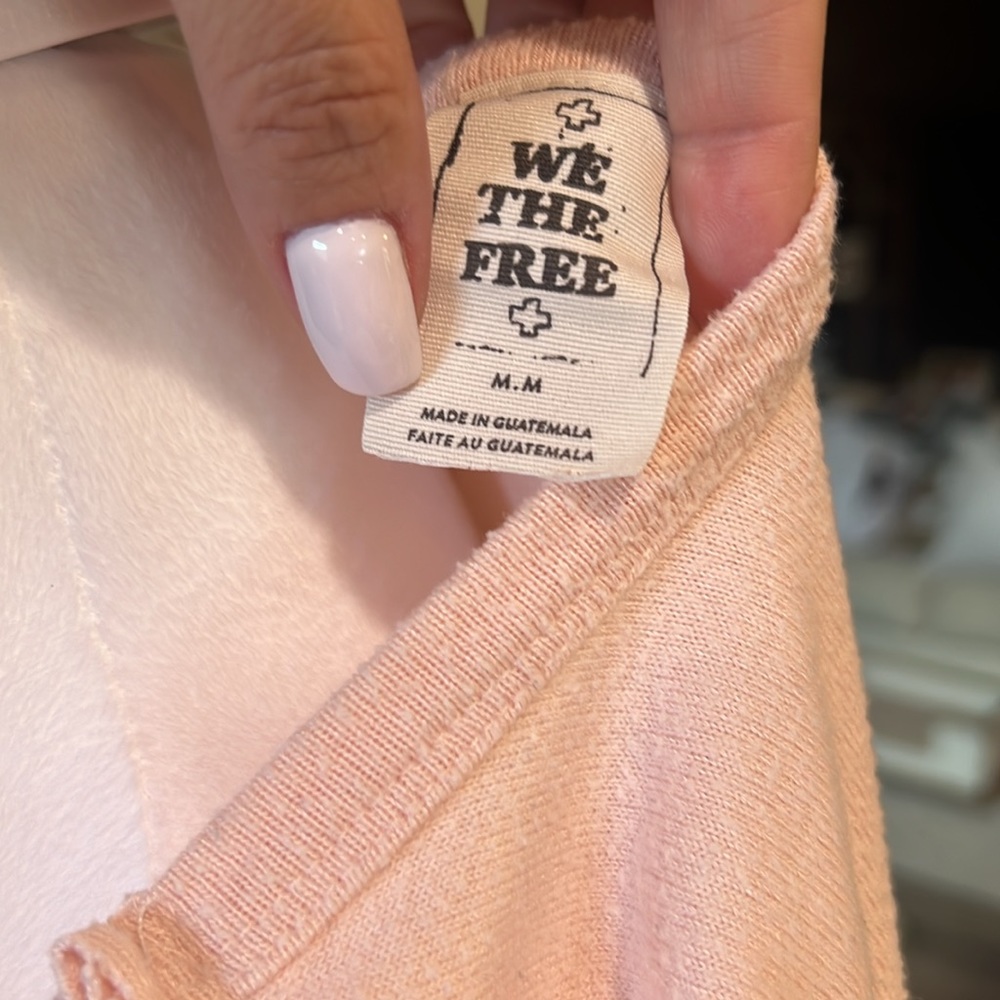 WE
THE
FREE
M.M
MADE IN GUATEMALA
FAITE AU GUATEMALA